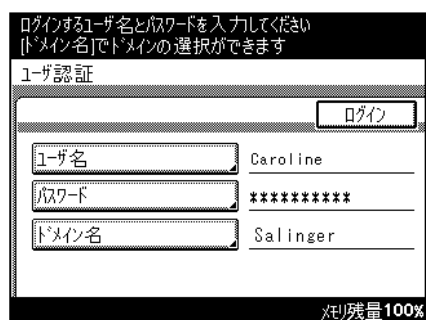 ログインするユーザ名とパスワードを入力してください
[ドメイン名]でドメインの選択ができます
ユーザ認証
ログイン
ユーザ名 Caroline
パスワード **********
ドメイン名 Salinger
メモリ残量100%